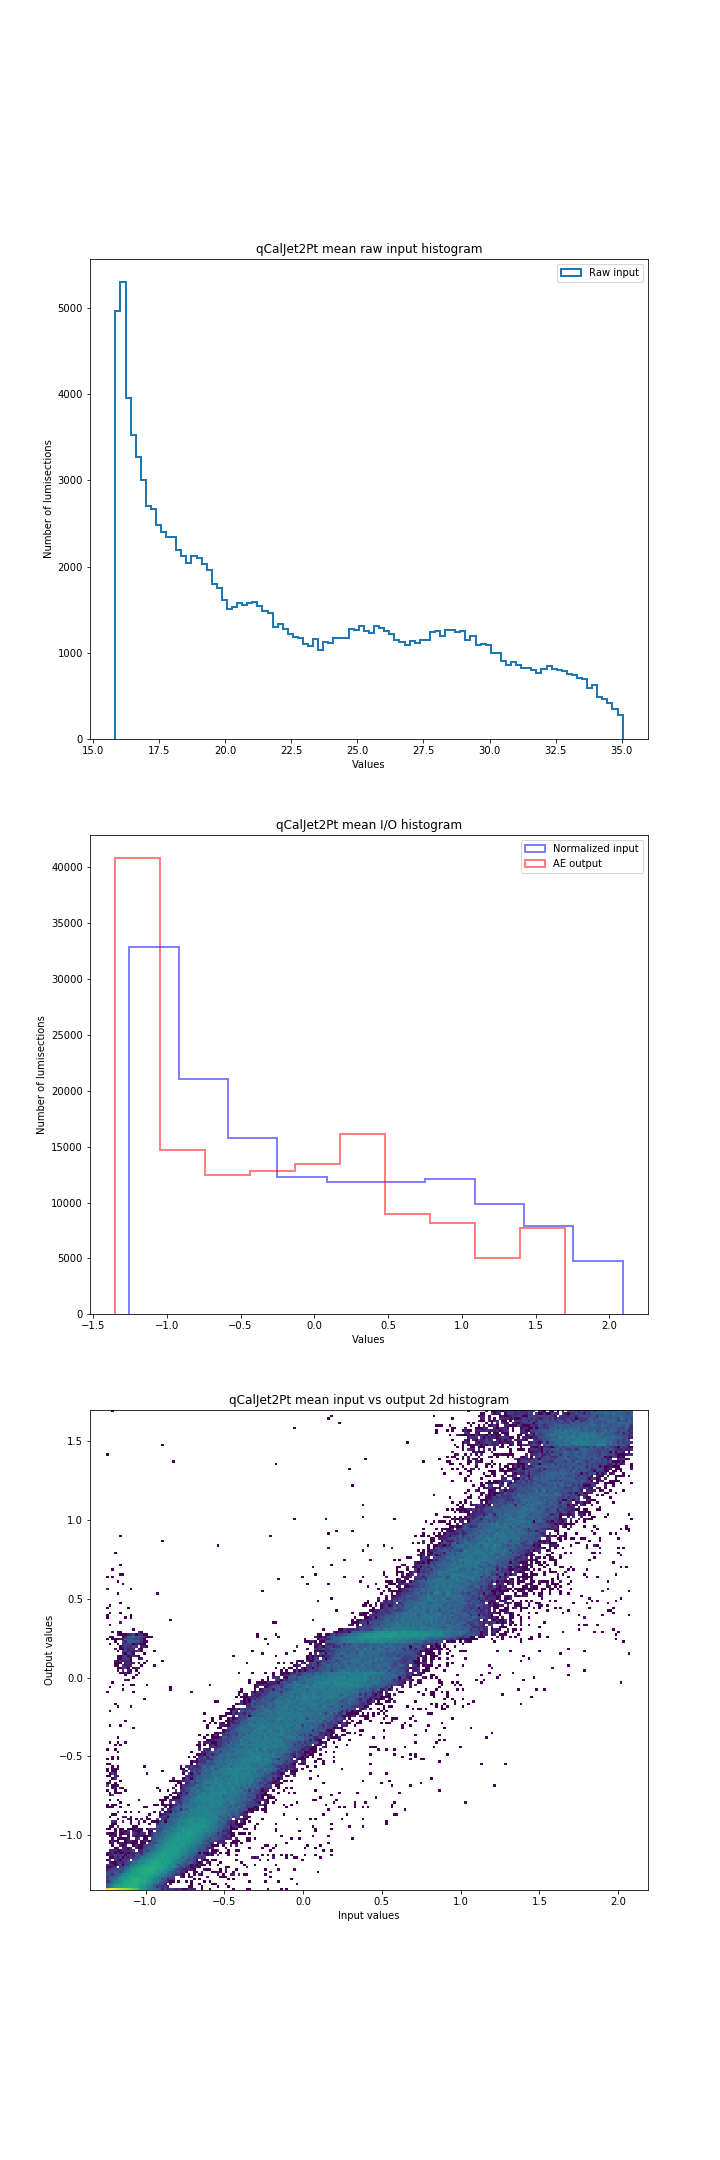 qCalJet2Pt mean raw input histogram
Raw input
5000
4000
3000
2000
1000
0
Number of lumisections
15.0 17.5 20.0 22.5 25.0 27.5 30.0 32.5 35.0
Values
qCalJet2Pt mean I/O histogram
Normalized input
AE output
40000
35000
30000
25000
20000
15000
10000
5000
0
Number of lumisections
−1.5 −1.0 −0.5 0.0 0.5 1.0 1.5 2.0
Values
qCalJet2Pt mean input vs output 2d histogram
1.5
1.0
0.5
0.0
−0.5
−1.0
Output values
−1.0 −0.5 0.0 0.5 1.0 1.5 2.0
Input values